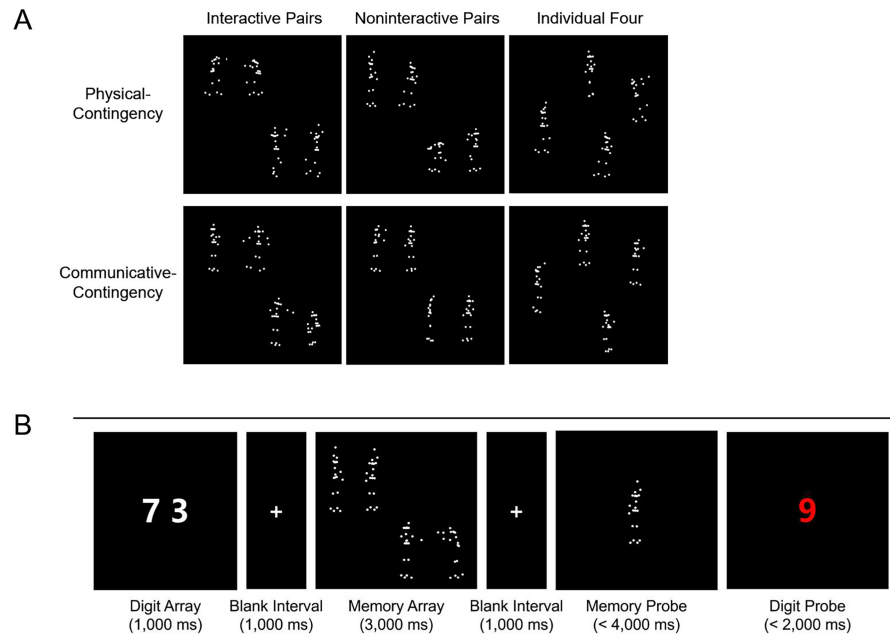 A
Interactive Pairs Noninteractive Pairs Individual Four
Physical-
Contingency
Communicative-
Contingency
B
7 3 + + 9
Digit Array Blank Interval Memory Array Blank Interval Memory Probe Digit Probe
(1,000 ms) (1,000 ms) (3,000 ms) (1,000 ms) (< 4,000 ms) (< 2,000 ms)